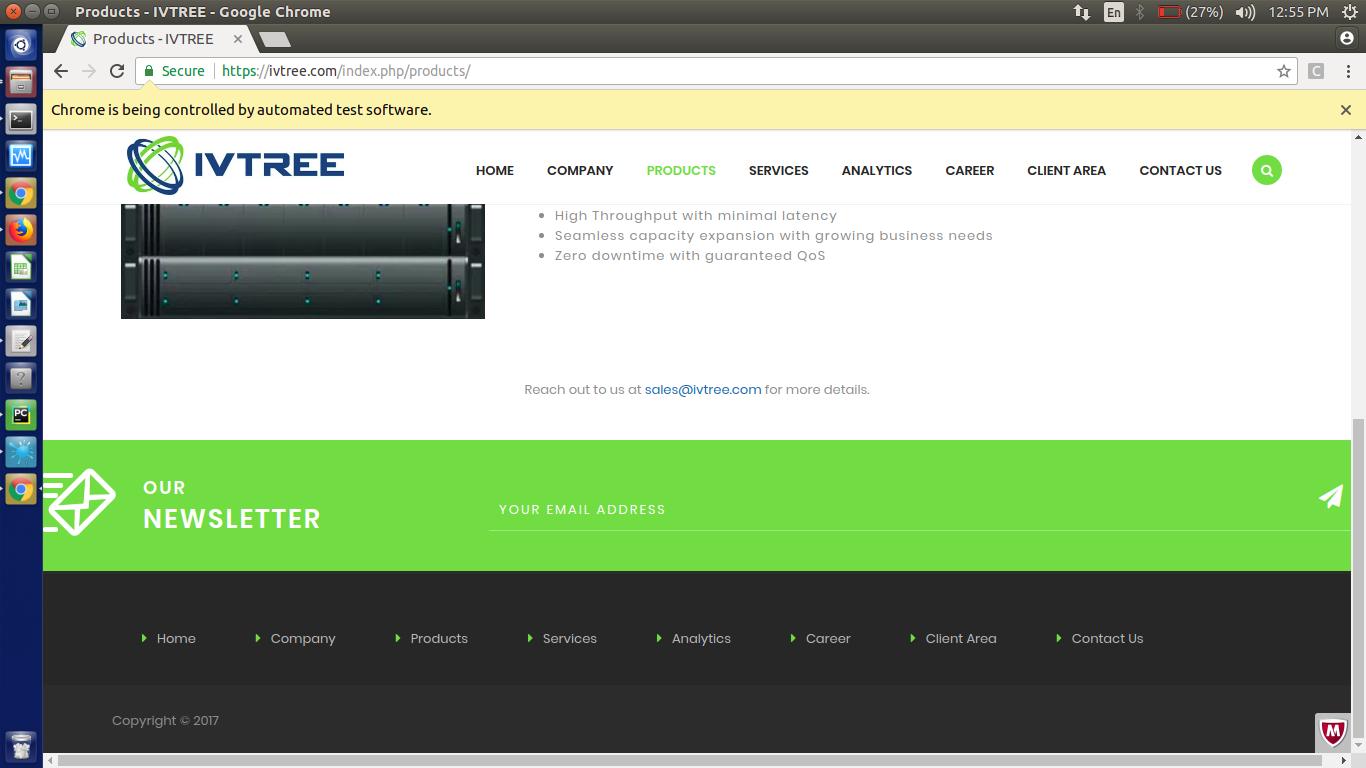 Products - IVTREE - Google Chrome
En
(27%)
12:55 PM
Products - IVTREE
Secure
https://ivtree.com/index.php/products/
C
Chrome is being controlled by automated test software.
IVTREE
HOME COMPANY PRODUCTS SERVICES ANALYTICS CAREER CLIENT AREA CONTACT US
High Throughput with minimal latency
Seamless capacity expansion with growing business needs
Zero downtime with guaranteed QoS
Reach out to us at sales@ivtree.com for more details.
OUR
NEWSLETTER
YOUR EMAIL ADDRESS
Home Company Products Services Analytics Career Client Area Contact Us
Copyright © 2017
M
PC